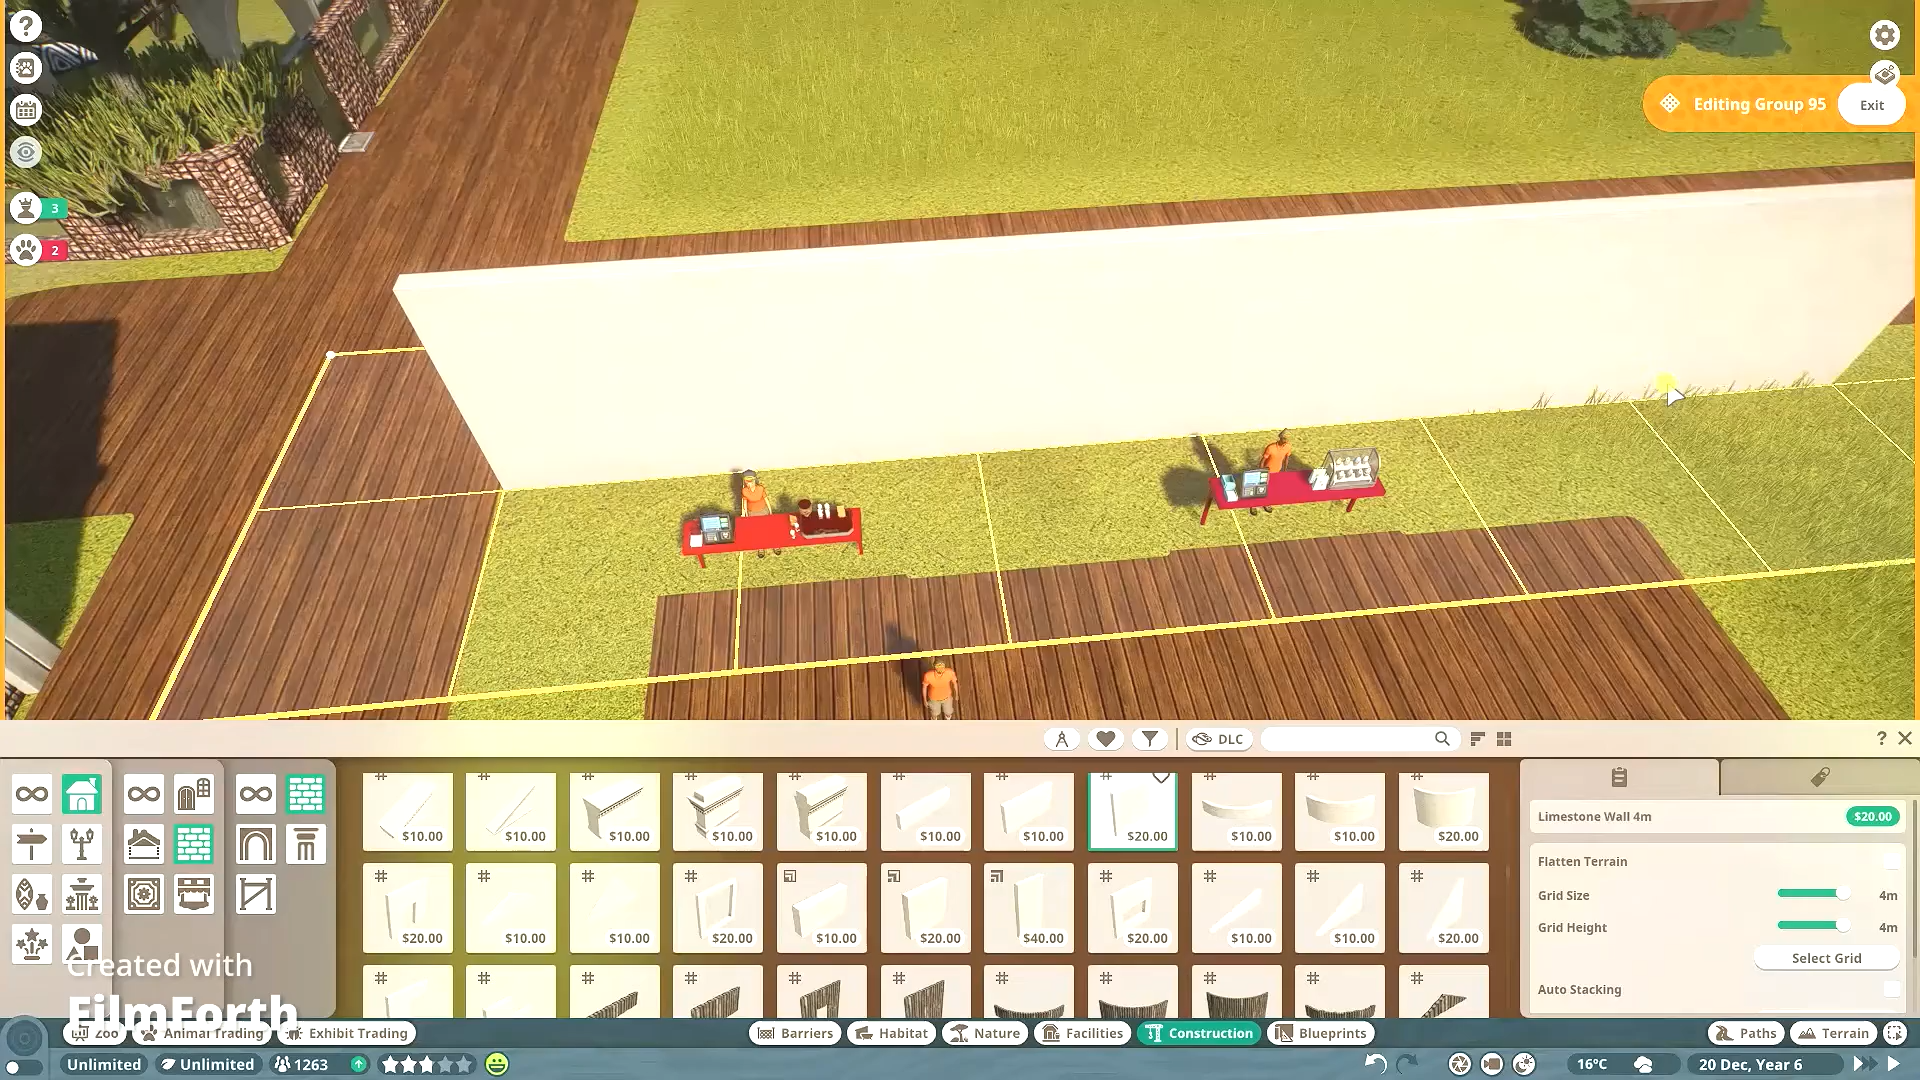 ?
3
2
Editing Group 95
Exit
DLC
?
$10.00
$10.00
$10.00
$10.00
$10.00
$10.00
$10.00
$20.00
$10.00
$10.00
$20.00
$20.00
$10.00
$10.00
$20.00
$10.00
$20.00
$40.00
$20.00
$10.00
$10.00
$20.00
Limestone Wall 4m
$20.00
Flatten Terrain
Grid Size
4m
Grid Height
4m
Select Grid
Auto Stacking
Created with
FilmForth
Zoo
Animal Trading
Exhibit Trading
Barriers
Habitat
Nature
Facilities
Construction
Blueprints
Paths
Terrain
Unlimited
Unlimited
1263
16°C
20 Dec, Year 6